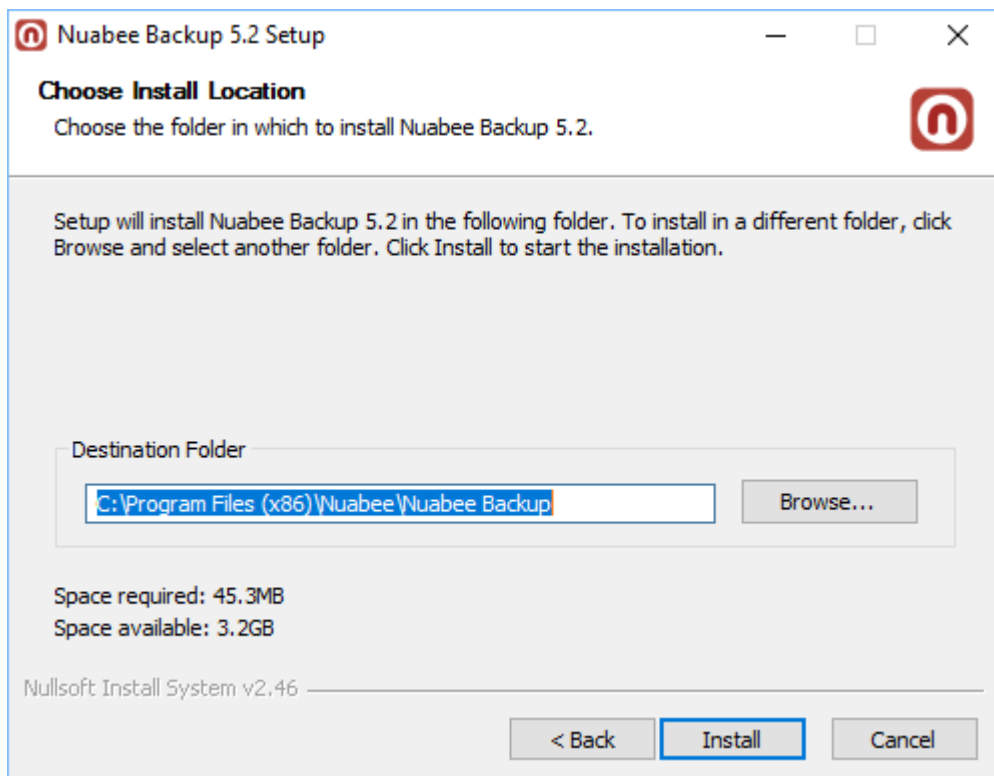 Nuabee Backup 5.2 Setup
Choose Install Location
Choose the folder in which to install Nuabee Backup 5.2.
Setup will install Nuabee Backup 5.2 in the following folder. To install in a different folder, click
Browse and select another folder. Click Install to start the installation.
Destination Folder
C:\Program Files (x86)\Nuabee\Nuabee Backup
Browse...
Space required: 45.3MB
Space available: 3.2GB
Nullsoft Install System v2.46
< Back
Install
Cancel